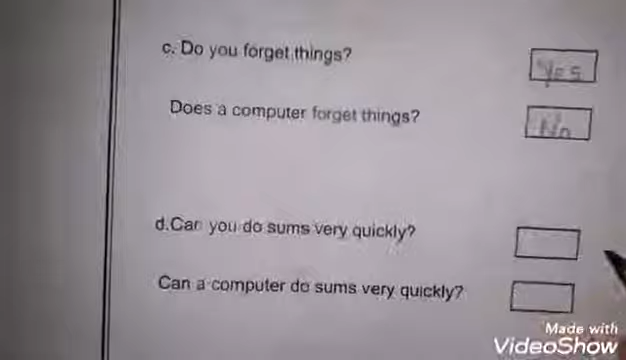 c. Do you forget things?
Yes
Does a computer forget things?
No
d.Can you do sums very quickly?
Can a computer do sums very quickly?
Made with
VideoShow